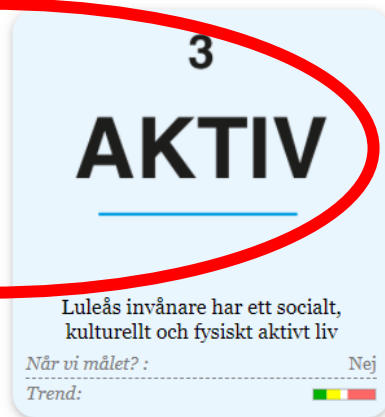 3
AKTIV
Luleås invånare har ett socialt,
kulturellt och fysiskt aktivt liv
Når vi målet? : Nej
Trend: